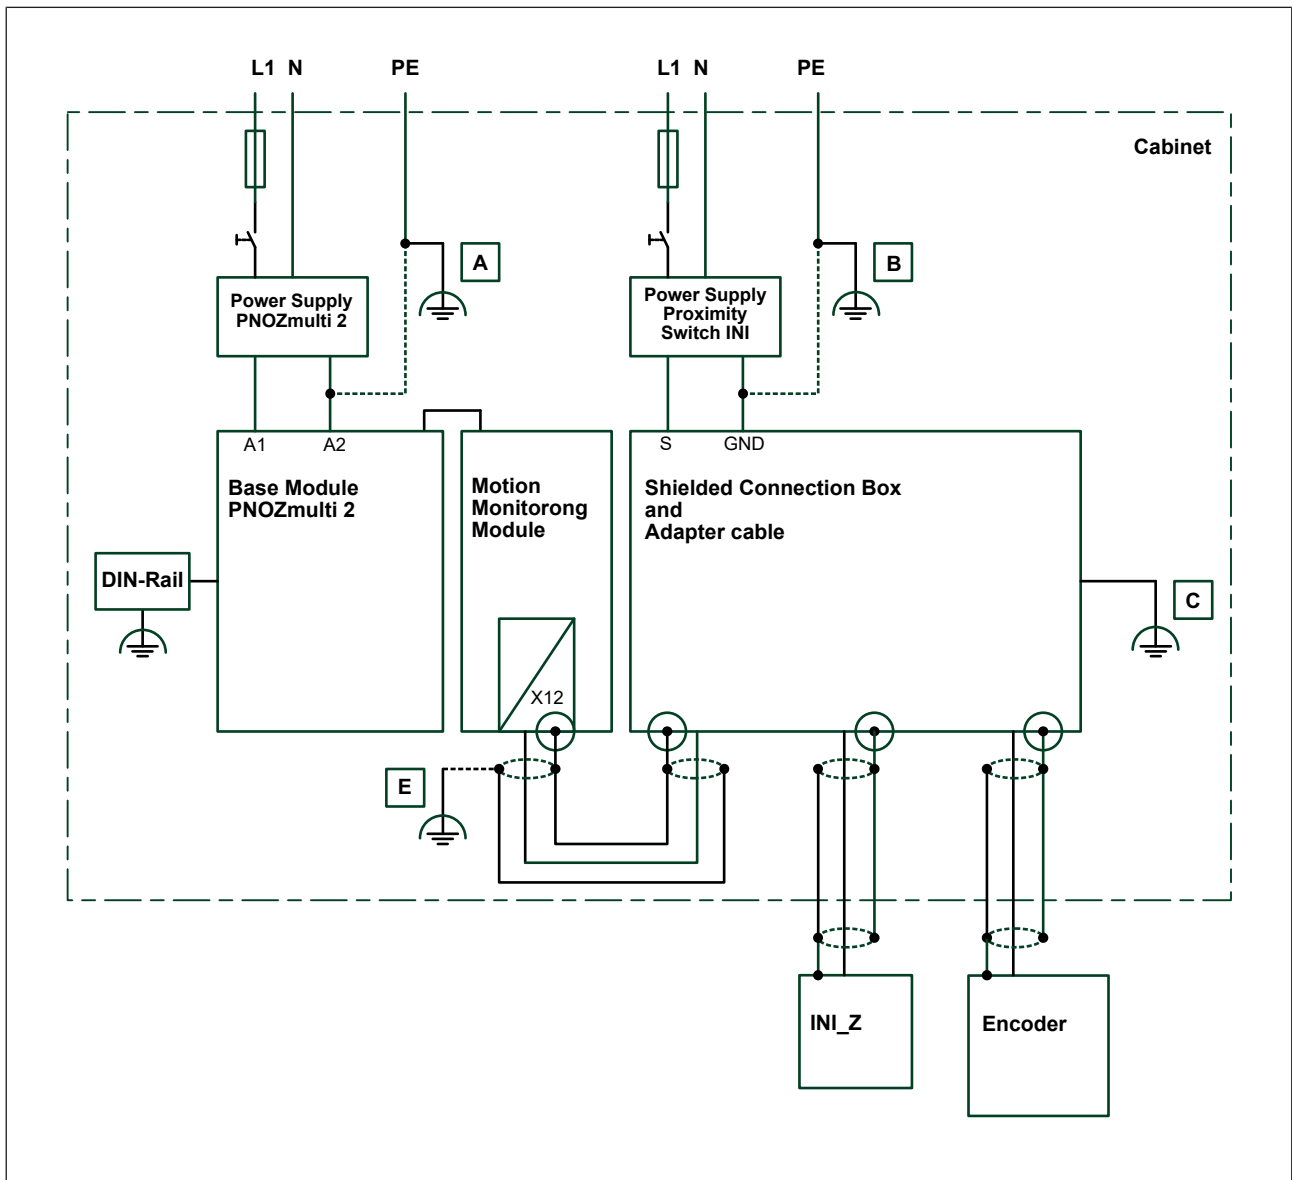 L1 N PE
L1 N PE
Cabinet
A
B
Power Supply
PNOZmulti 2
Power Supply
Proximity
Switch INI
A1 A2
S GND
Base Module
PNOZmulti 2
Motion
Monitorong
Module
Shielded Connection Box
and
Adapter cable
DIN-Rail
C
X12
E
INI_Z
Encoder